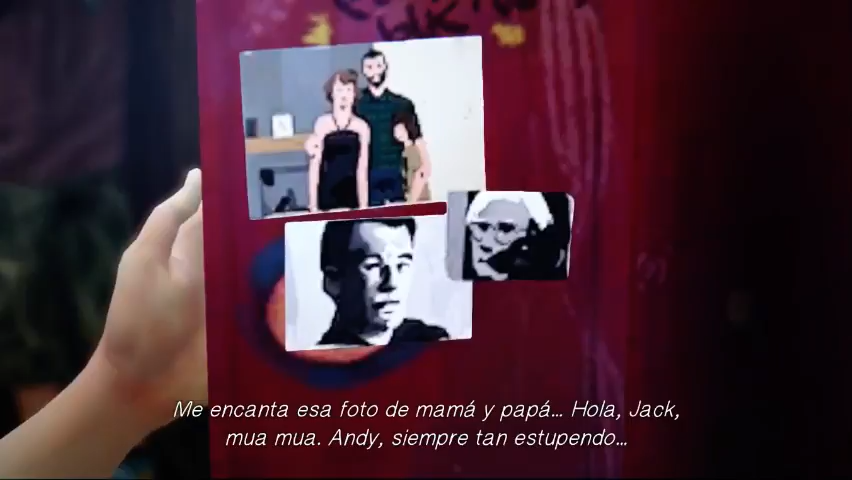 Me encanta esa foto de mamá y papá... Hola, Jack,
mua mua. Andy, siempre tan estupendo...